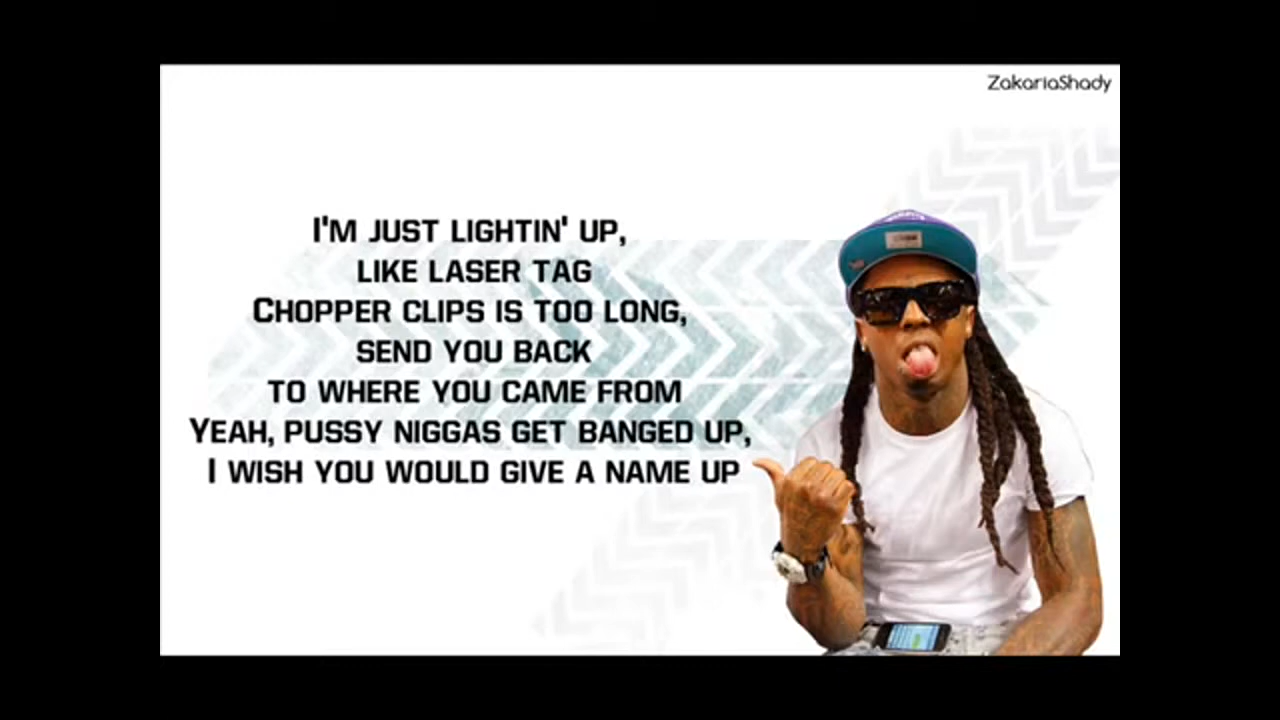 ZakariaShady
I'M JUST LIGHTIN' UP,
LIKE LASER TAG
CHOPPER CLIPS IS TOO LONG,
SEND YOU BACK
TO WHERE YOU CAME FROM
YEAH, PUSSY NIGGAS GET BANGED UP,
I WISH YOU WOULD GIVE A NAME UP